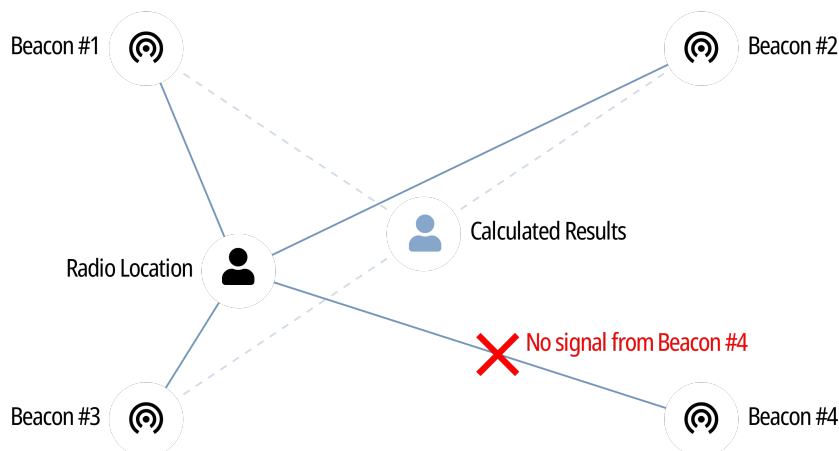 Beacon #1
Beacon #2
Calculated Results
Radio Location
No signal from Beacon #4
Beacon #3
Beacon #4